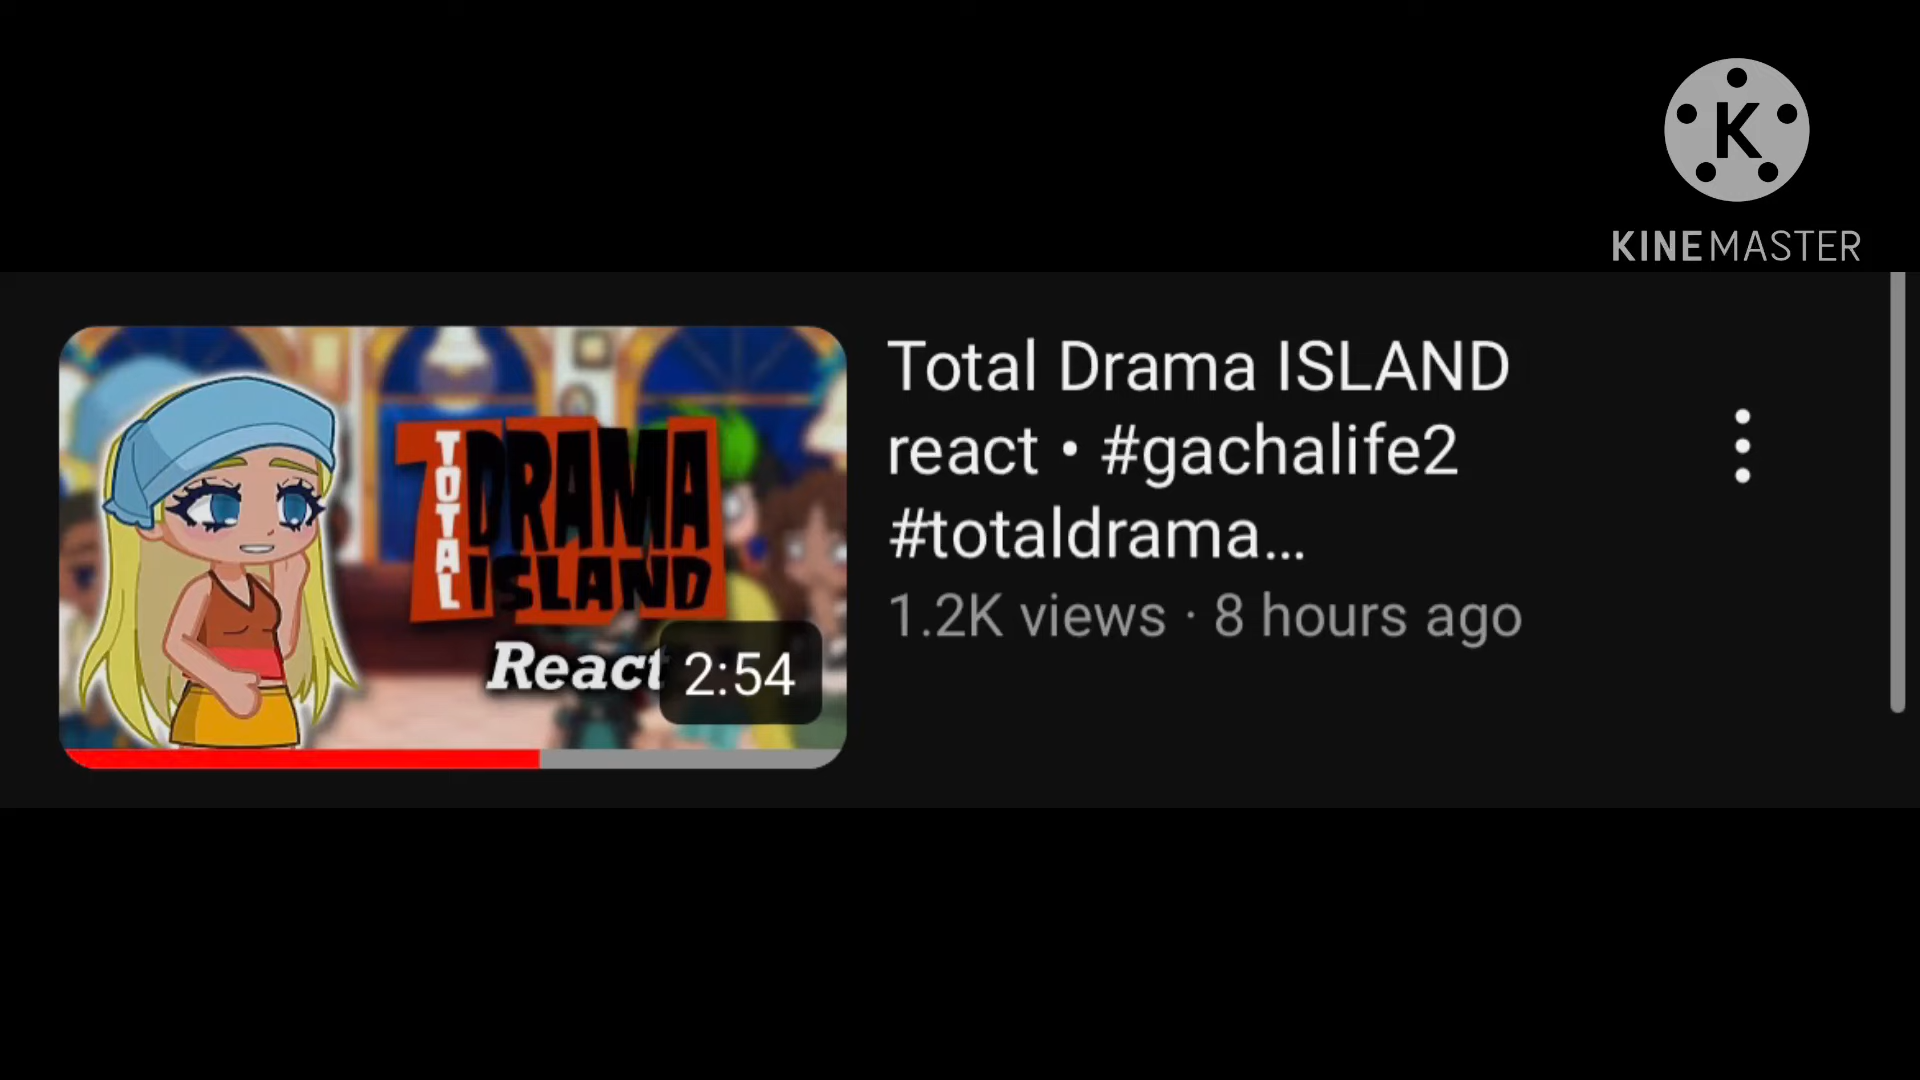 K
KINEMASTER
TOTAL
DRAMA
ISLAND
React
2:54
Total Drama ISLAND
react • #gachalife2
#totaldrama...
1.2K views · 8 hours ago